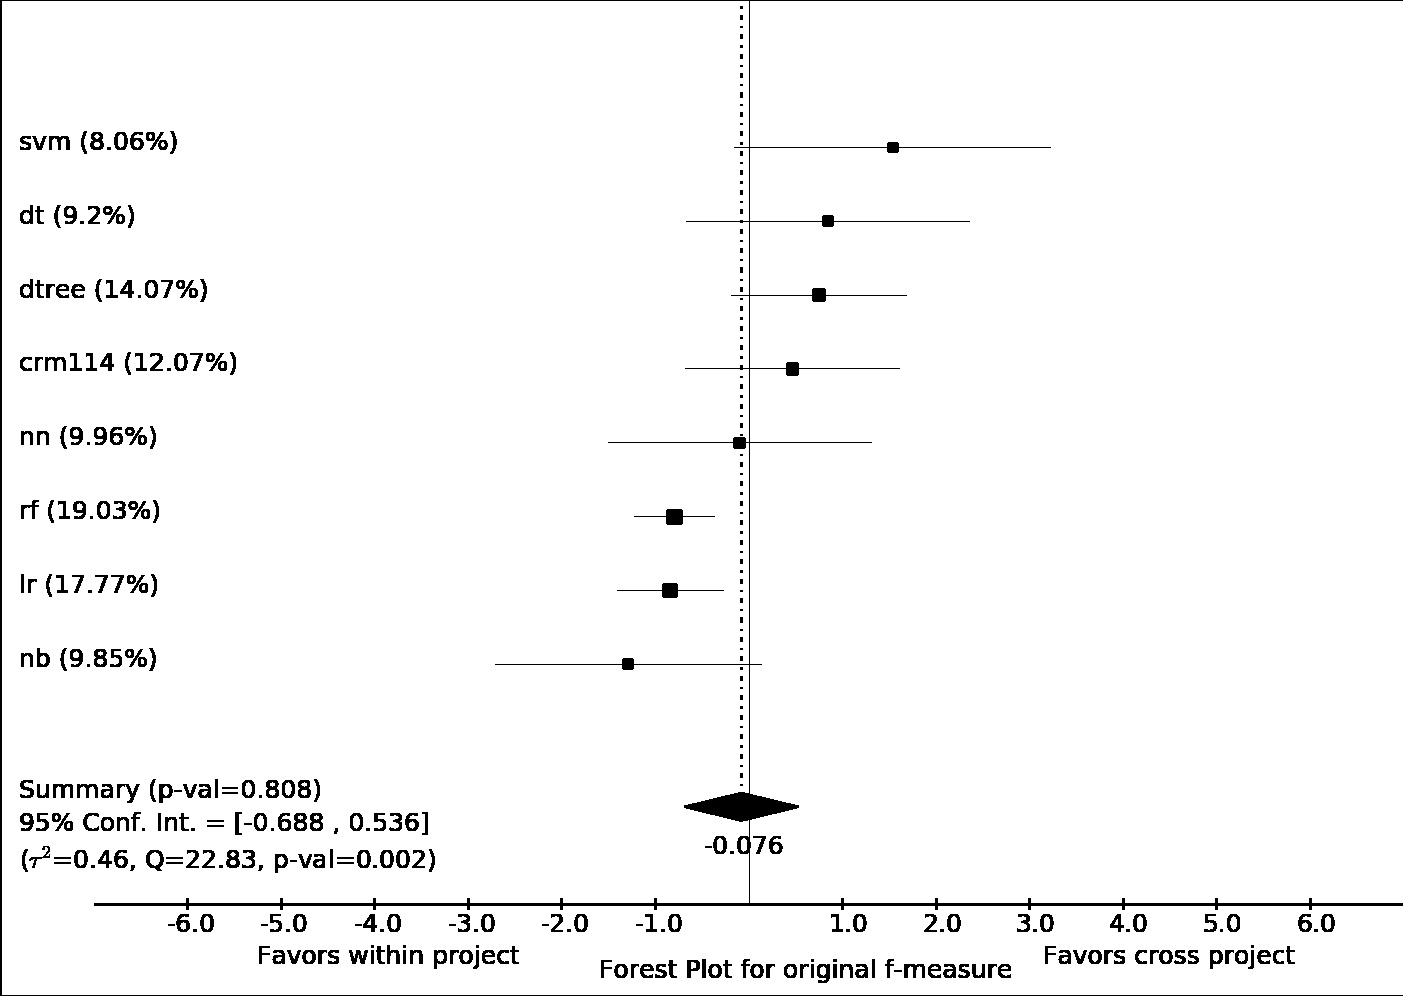 svm (8.06%)
dt (9.2%)
dtree (14.07%)
crm114 (12.07%)
nn (9.96%)
rf (19.03%)
lr (17.77%)
nb (9.85%)
Summary (p-val=0.808)
95% Conf. Int. = [-0.688 , 0.536]
-0.076
(τ²=0.46, Q=22.83, p-val=0.002)
-6.0 -5.0 -4.0 -3.0 -2.0 -1.0 1.0 2.0 3.0 4.0 5.0 6.0
Favors within project Favors cross project
Forest Plot for original f-measure